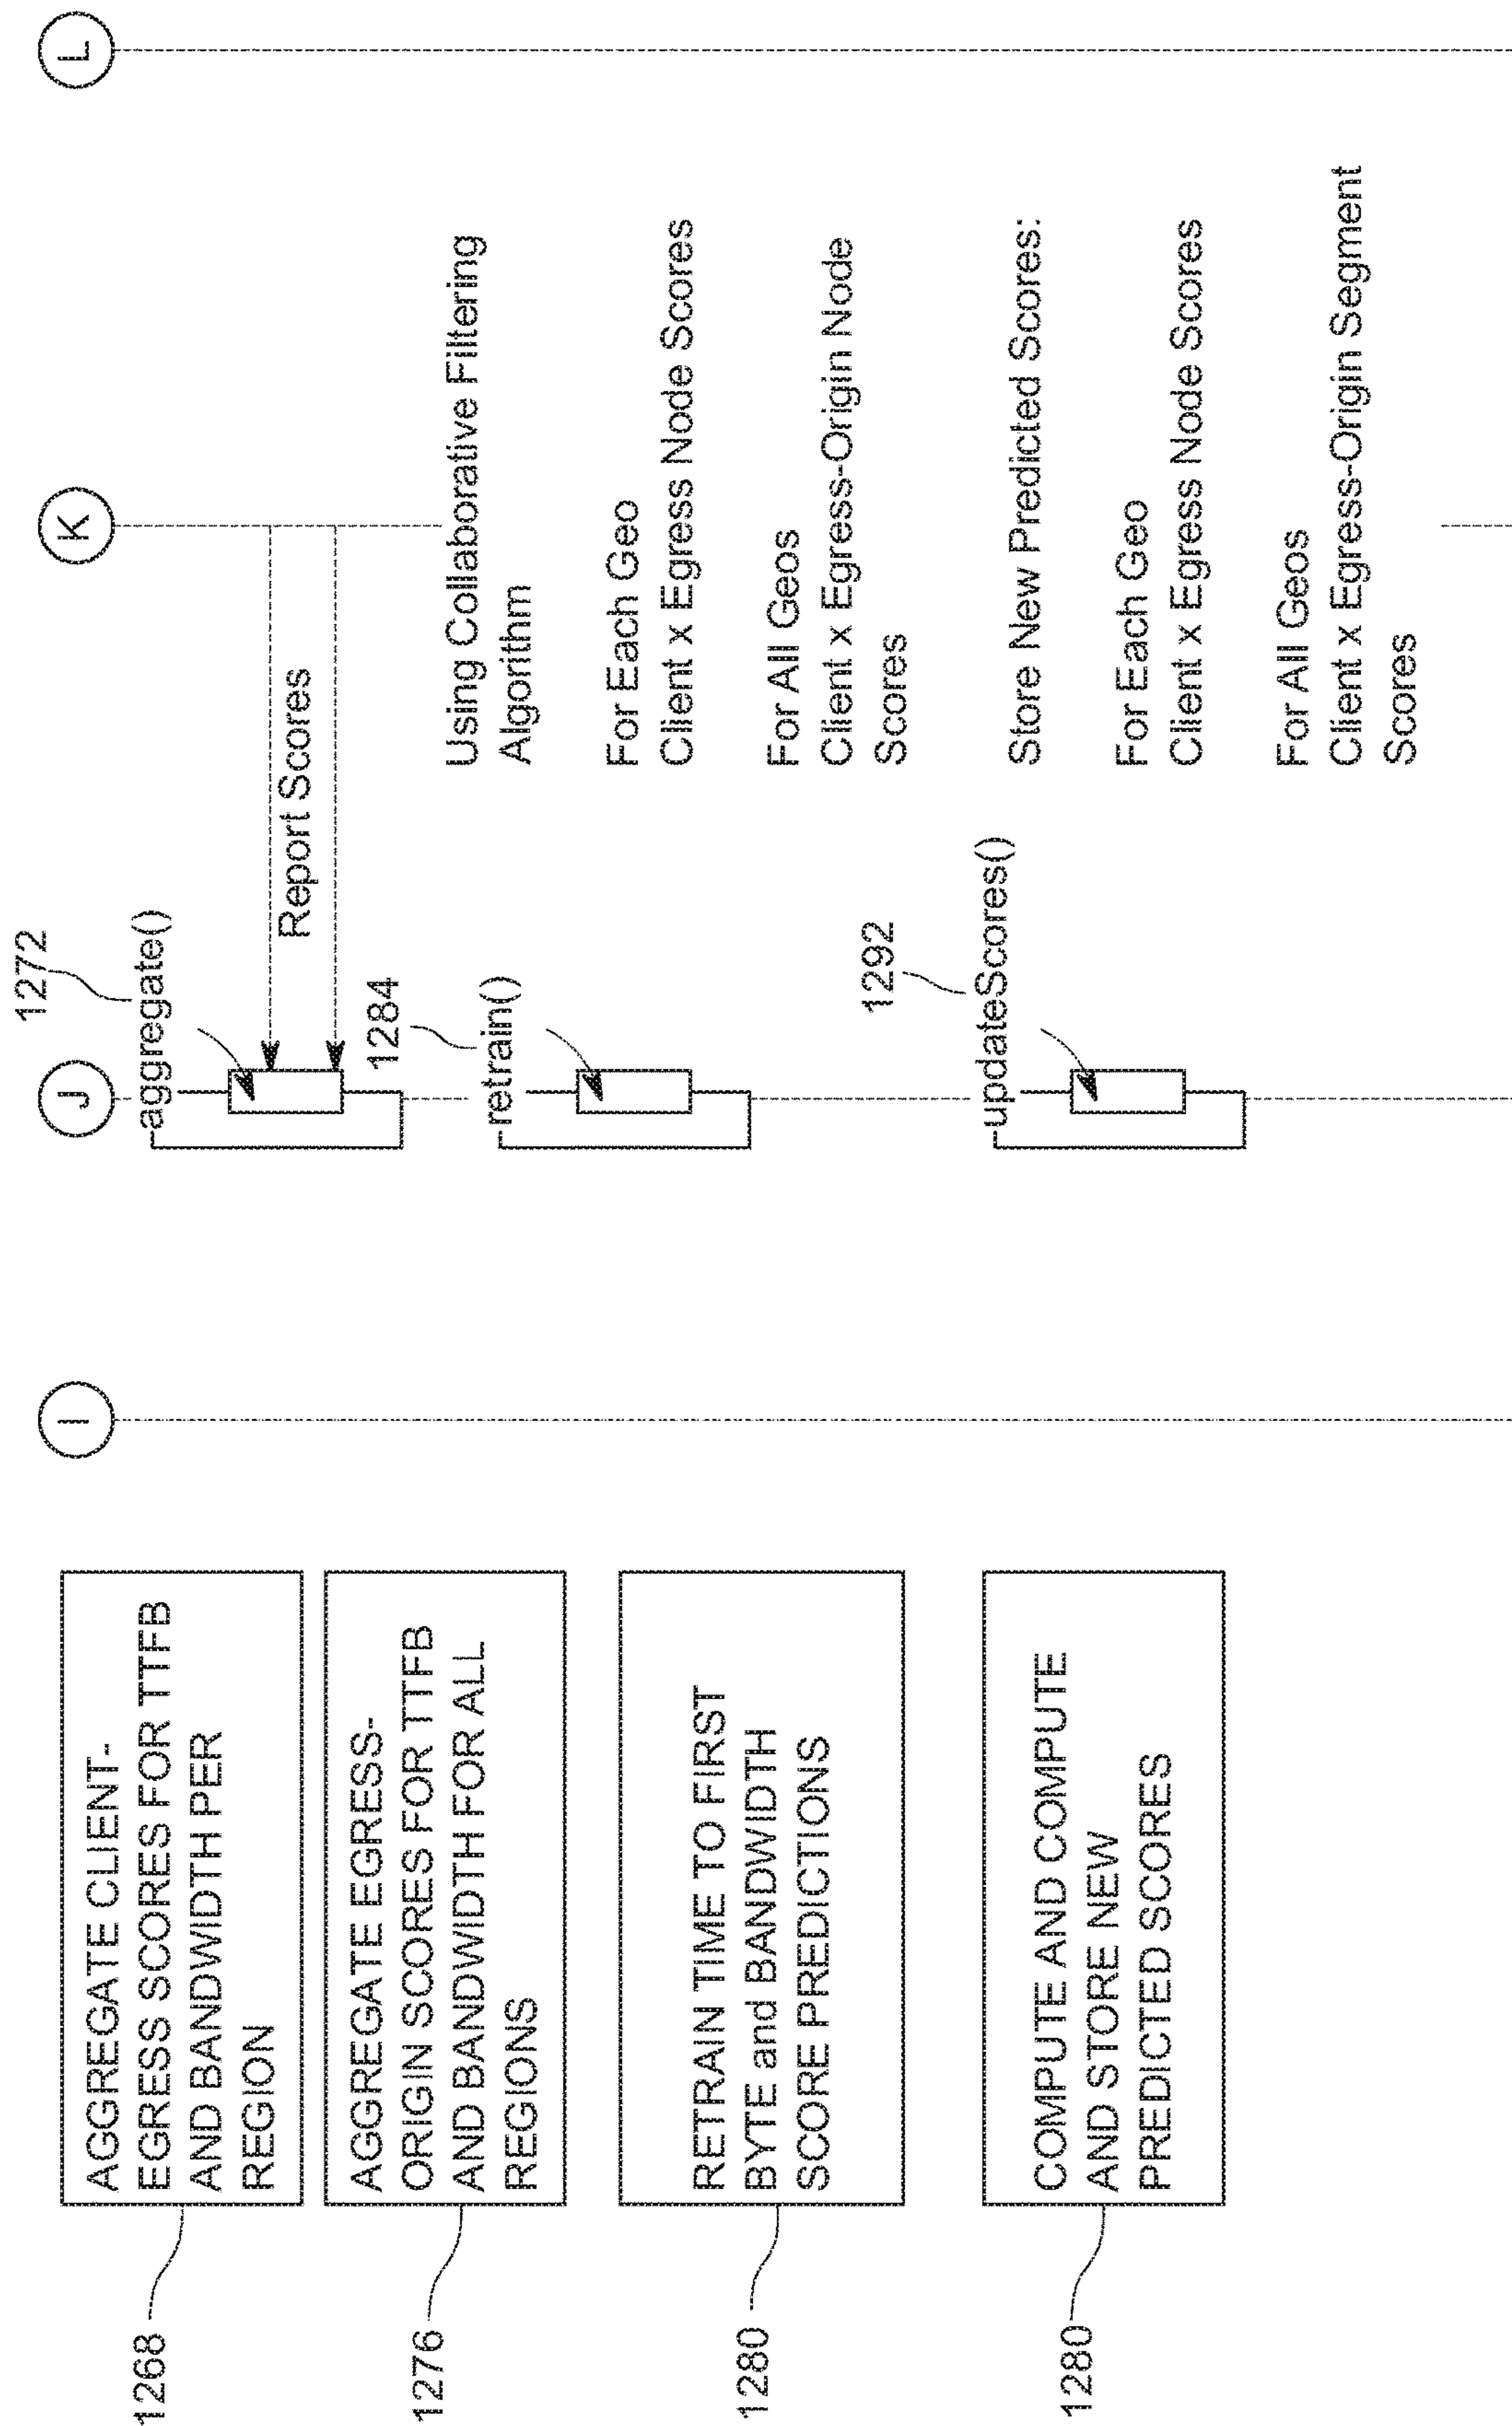 1268
AGGREGATE CLIENT-
EGRESS SCORES FOR TTFB
AND BANDWIDTH PER
REGION
1276
AGGREGATE EGRESS-
ORIGIN SCORES FOR TTFB
AND BANDWIDTH FOR ALL
REGIONS
1280
RETRAIN TIME TO FIRST
BYTE and BANDWIDTH
SCORE PREDICTIONS
1280
COMPUTE AND COMPUTE
AND STORE NEW
PREDICTED SCORES
I
J
K
L
1272
aggregate()
Report Scores
1284
retrain()
Using Collaborative Filtering
Algorithm
For Each Geo
Client x Egress Node Scores
For All Geos
Client x Egress-Origin Node
Scores
1292
updateScores()
Store New Predicted Scores:
For Each Geo
Client x Egress Node Scores
For All Geos
Client x Egress-Origin Segment
Scores